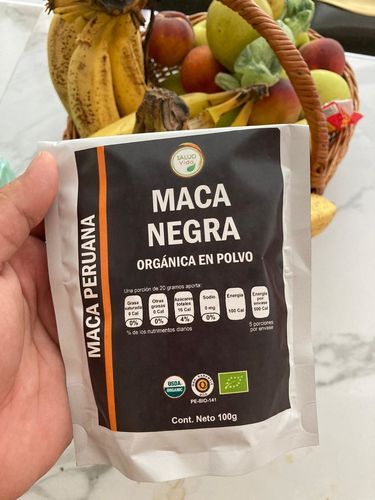 SALUD
Vida
MACA PERUANA
MACA
NEGRA
ORGÁNICA EN POLVO
Una porción de 20 gramos aporta:
Grasa
saturada
0 Cal
0%
Otras
grasas
0 Cal
0%
Azúcares
totales
16 Cal
4%
Sodio
0 mg
0%
Energía
100 Cal
Energía
por
envase
500 Cal
% de los nutrimentos diarios
5 porciones
por envase
USDA
ORGANIC
PE-BIO-141
Cont. Neto 100g